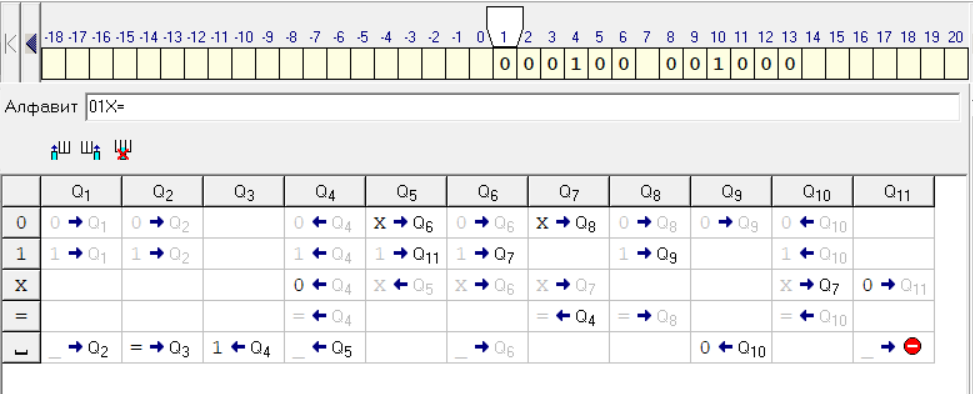 -18 -17 -16 -15 -14 -13 -12 -11 -10 -9 -8 -7 -6 -5 -4 -3 -2 -1 0 1 2 3 4 5 6 7 8 9 10 11 12 13 14 15 16 17 18 19 20
0 0 0 1 0 0 0 0 1 0 0 0
Алфавит 01X=
Q1 Q2 Q3 Q4 Q5 Q6 Q7 Q8 Q9 Q10 Q11
0 0 → Q1 0 → Q2 0 ← Q4 X → Q6 0 → Q6 X → Q8 0 → Q8 0 → Q9 0 ← Q10
1 1 → Q1 1 → Q2 1 ← Q4 1 → Q11 1 → Q7 1 → Q9 1 ← Q10
X 0 ← Q4 X ← Q5 X → Q6 X → Q7 X → Q7 0 → Q11
= = ← Q4 = ← Q4 = → Q8 = ← Q10
_ _ → Q2 = → Q3 1 ← Q4 _ ← Q5 _ → Q6 0 ← Q10 _ →